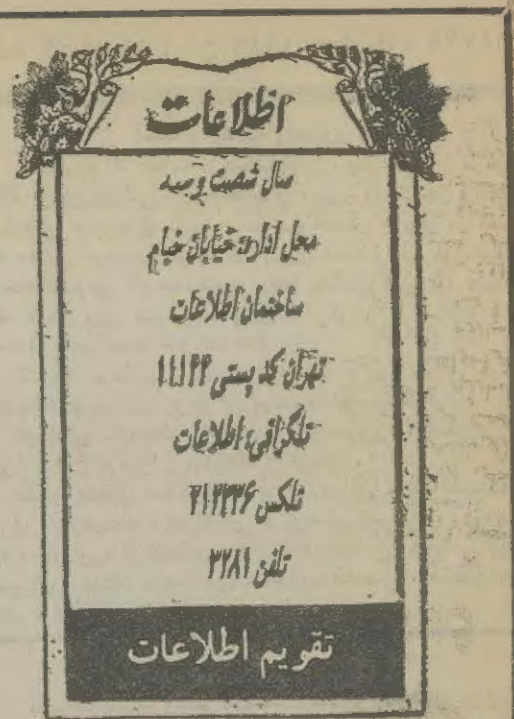 اطلاعات
سال شصت و سه
محل اداره: خیابان خیام
ساختمان اطلاعات
تهران کد پستی ۱۱۱۴۴
تلگرافی: اطلاعات
تلکس ۲۱۲۳۳۶
تلفن ۳۲۸۱
تقویم اطلاعات